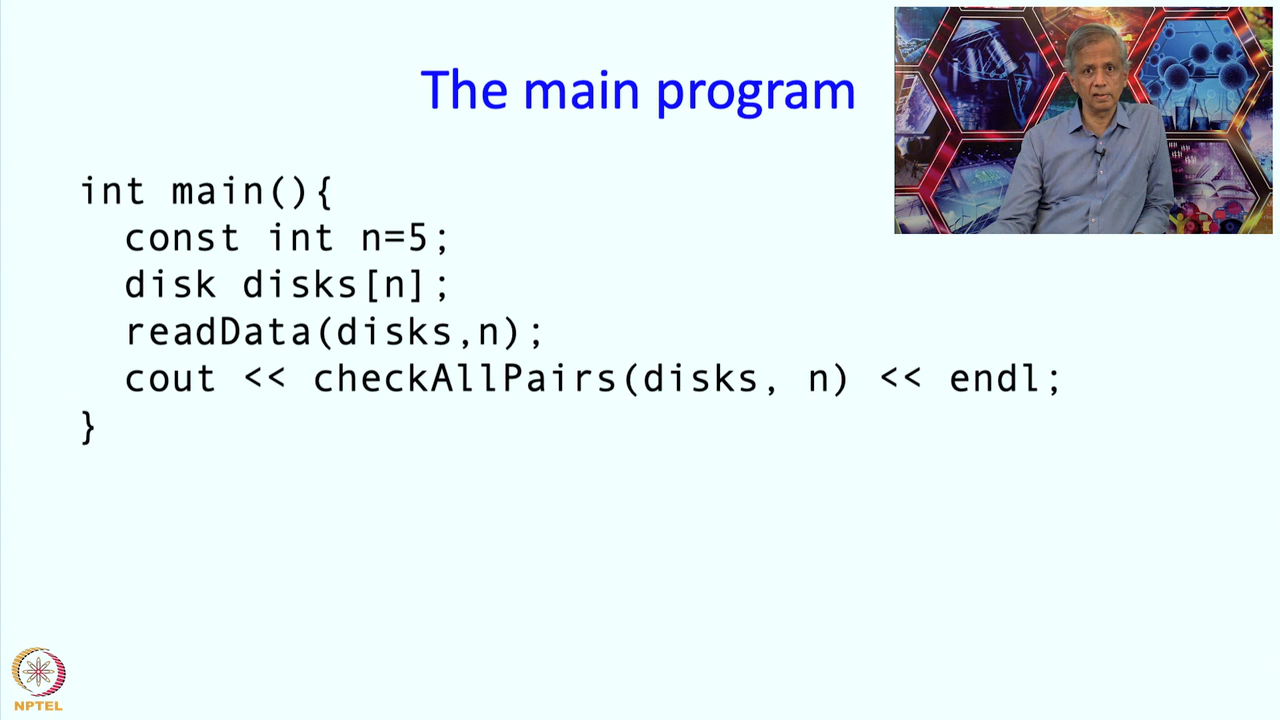 The main program
int main(){
  const int n=5;
  disk disks[n];
  readData(disks,n);
  cout << checkAllPairs(disks, n) << endl;
}
NPTEL